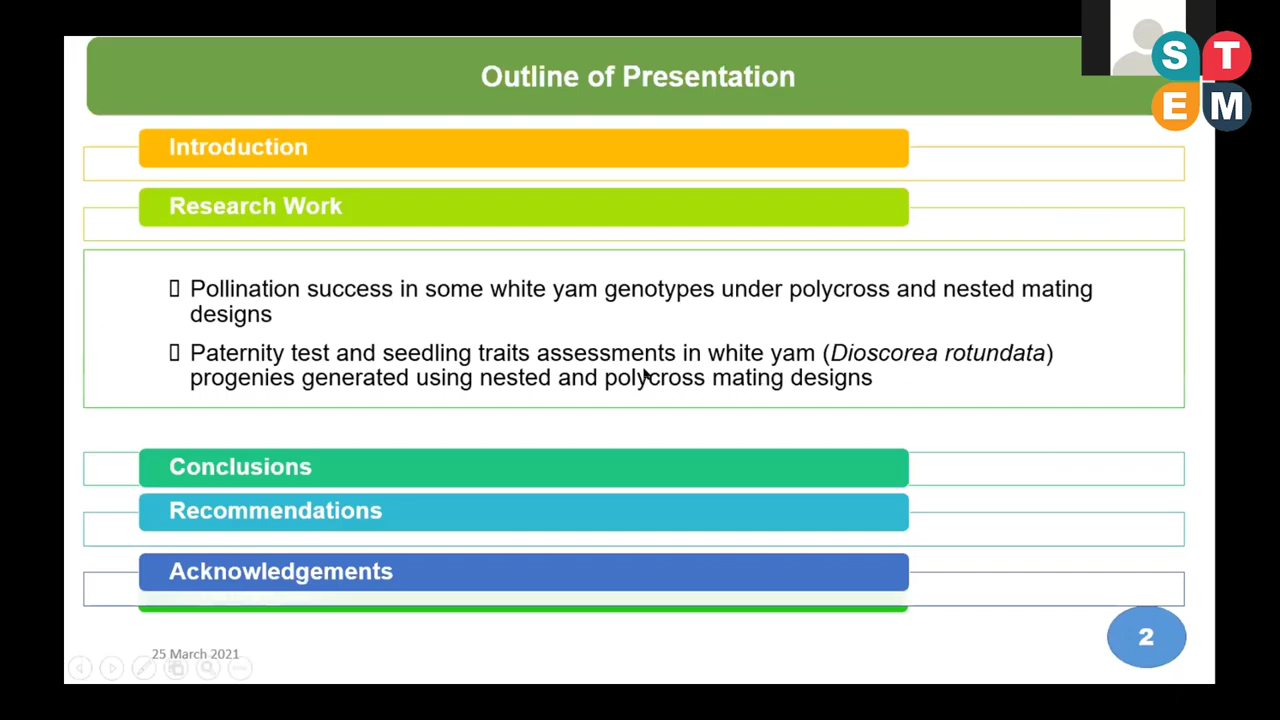 Outline of Presentation
S T
E M
Introduction
Research Work
Pollination success in some white yam genotypes under polycross and nested mating
designs
Paternity test and seedling traits assessments in white yam (Dioscorea rotundata)
progenies generated using nested and polycross mating designs
Conclusions
Recommendations
Acknowledgements
25 March 2021
2